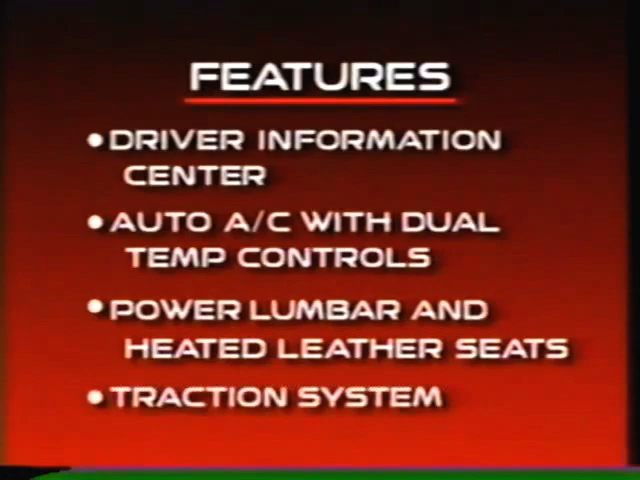 FEATURES
• DRIVER INFORMATION
CENTER
• AUTO A/C WITH DUAL
TEMP CONTROLS
• POWER LUMBAR AND
HEATED LEATHER SEATS
• TRACTION SYSTEM